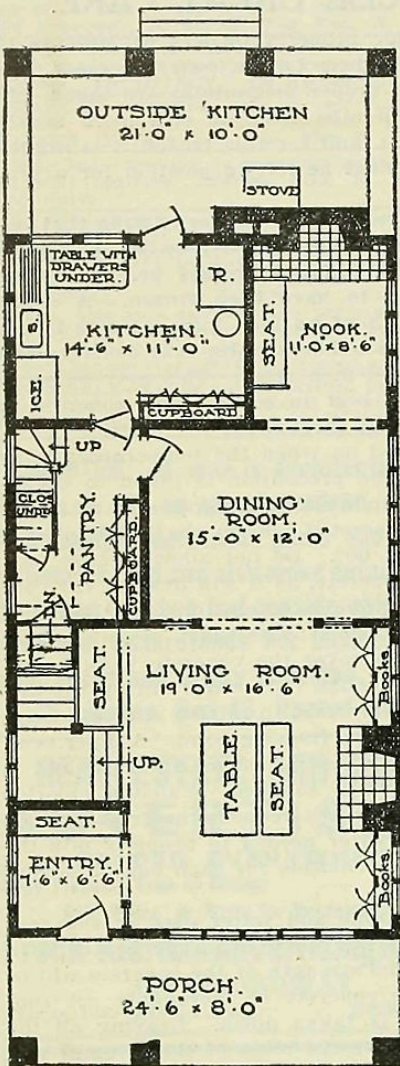 OUTSIDE KITCHEN
21'-0" x 10'-0"
STOVE
TABLE WITH
DRAWERS
UNDER.
R.
S.
KITCHEN.
14'-6" x 11'-0"
SEAT.
NOOK.
11'-0 x 8'-6"
ICE.
CUPBOARD.
UP
PANTRY.
CUPBOARD.
DINING
ROOM.
15'-0" x 12'-0"
DN.
SEAT.
LIVING ROOM.
19'-0" x 16'-6"
Books.
UP.
TABLE.
SEAT.
SEAT.
ENTRY.
7'-6" x 6'-6"
Books.
PORCH.
24'-6" x 8'-0"